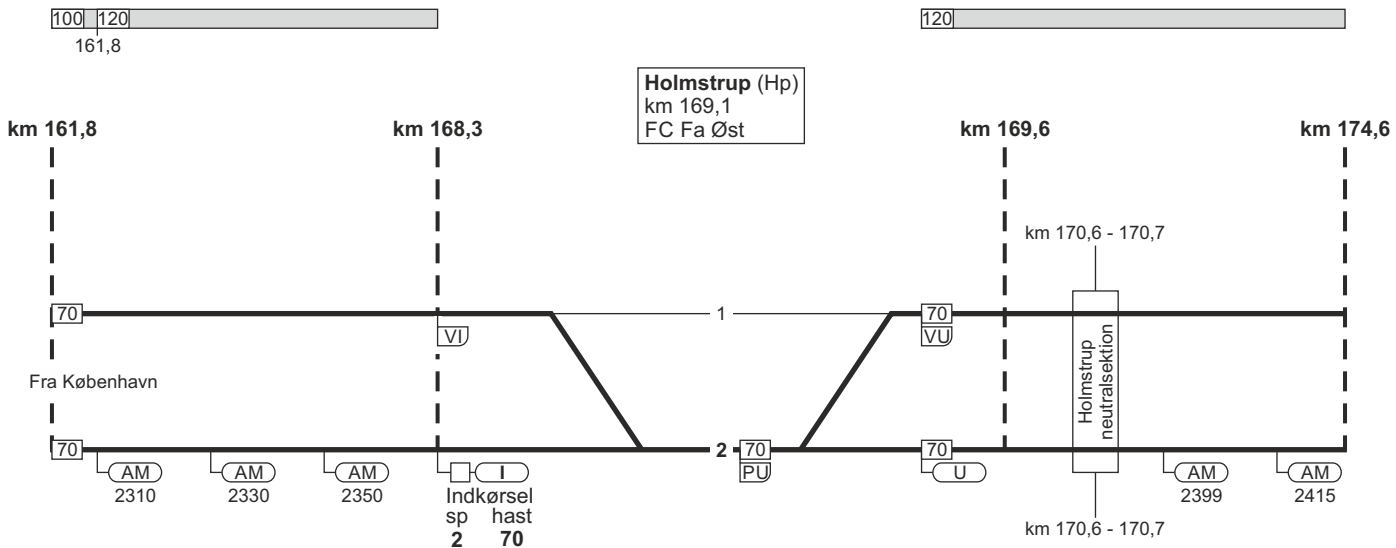 100 120
120
161,8
Holmstrup (Hp)
km 169,1
FC Fa Øst
km 161,8
km 168,3
km 169,6
km 174,6
km 170,6 - 170,7
70
1
70
VI
VU
Fra København
Holmstrup
neutralsektion
70
2
70
70
AM
AM
AM
I
PU
U
AM
AM
2310
2330
2350
Indkørsel
sp hast
2 70
2399
2415
km 170,6 - 170,7